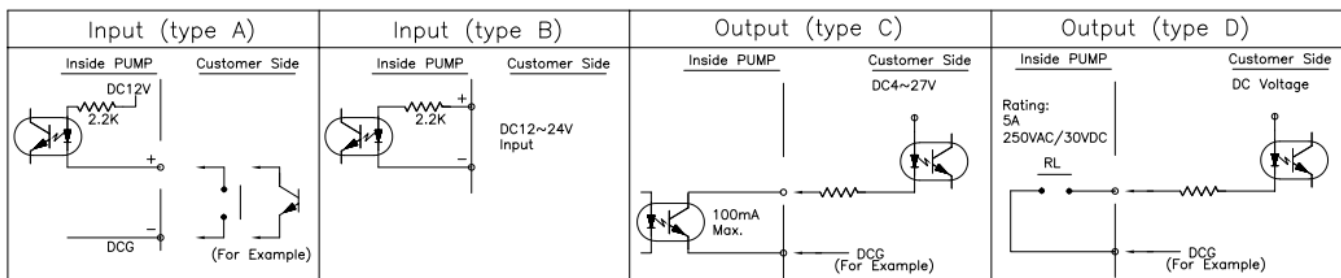 Input (type A)
Inside PUMP
Customer Side
DC12V
2.2K
+
−
DCG
(For Example)
Input (type B)
Inside PUMP
Customer Side
2.2K
+
−
DC12~24V
Input
Output (type C)
Inside PUMP
Customer Side
DC4~27V
100mA
Max.
DCG
(For Example)
Output (type D)
Inside PUMP
Customer Side
DC Voltage
Rating:
5A
250VAC/30VDC
RL
DCG
(For Example)